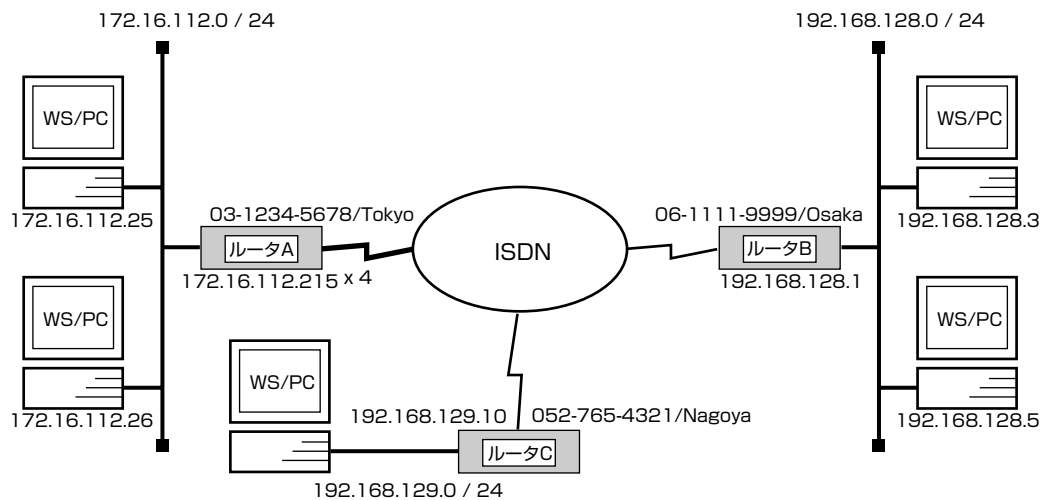 172.16.112.0 / 24
192.168.128.0 / 24
WS/PC
WS/PC
172.16.112.25
03-1234-5678/Tokyo
06-1111-9999/Osaka
192.168.128.3
ルータA
ISDN
ルータB
172.16.112.215 x 4
192.168.128.1
WS/PC
WS/PC
WS/PC
172.16.112.26
192.168.129.10
052-765-4321/Nagoya
192.168.128.5
ルータC
192.168.129.0 / 24